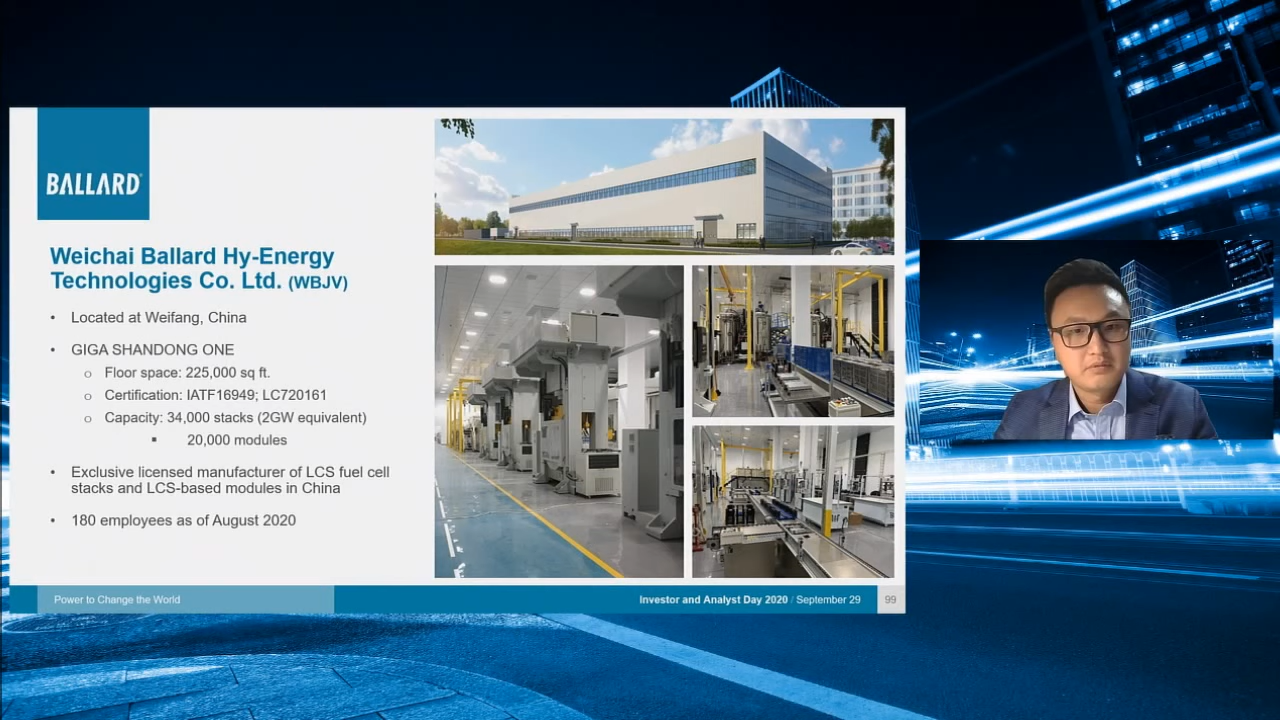 BALLARD
Weichai Ballard Hy-Energy
Technologies Co. Ltd. (WBJV)
• Located at Weifang, China
• GIGA SHANDONG ONE
o Floor space: 225,000 sq ft.
o Certification: IATF16949; LC720161
o Capacity: 34,000 stacks (2GW equivalent)
▪ 20,000 modules
• Exclusive licensed manufacturer of LCS fuel cell
stacks and LCS-based modules in China
• 180 employees as of August 2020
Power to Change the World
Investor and Analyst Day 2020 / September 29
99